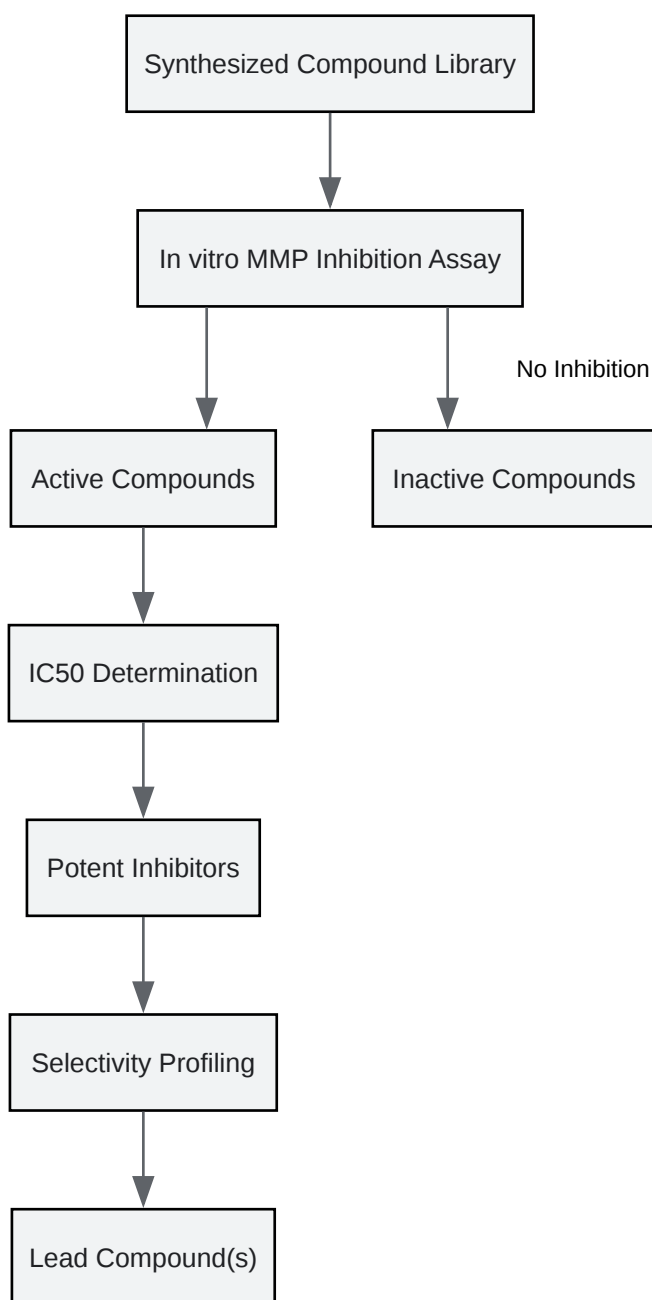 Synthesized Compound Library
In vitro MMP Inhibition Assay
No Inhibition
Active Compounds
Inactive Compounds
IC50 Determination
Potent Inhibitors
Selectivity Profiling
Lead Compound(s)